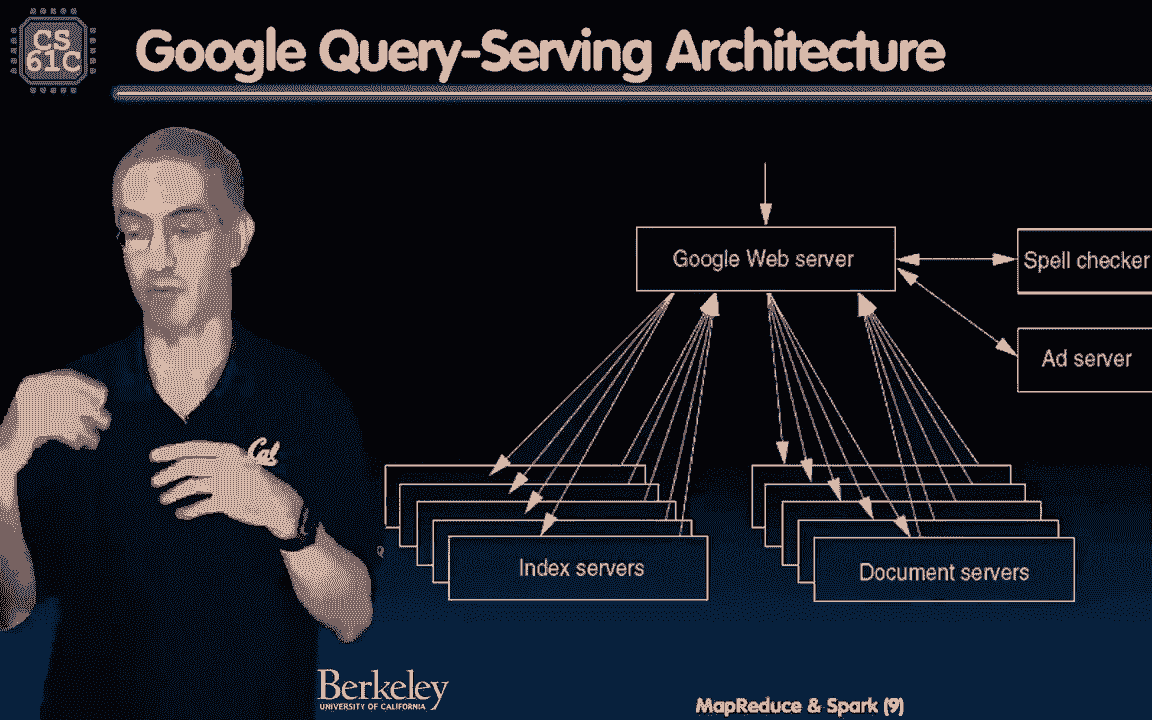 CS
61C
Google Query-Serving Architecture
Google Web server
Spell checker
Ad server
Cal
Index servers
Document servers
Berkeley
UNIVERSITY OF CALIFORNIA
MapReduce & Spark (9)